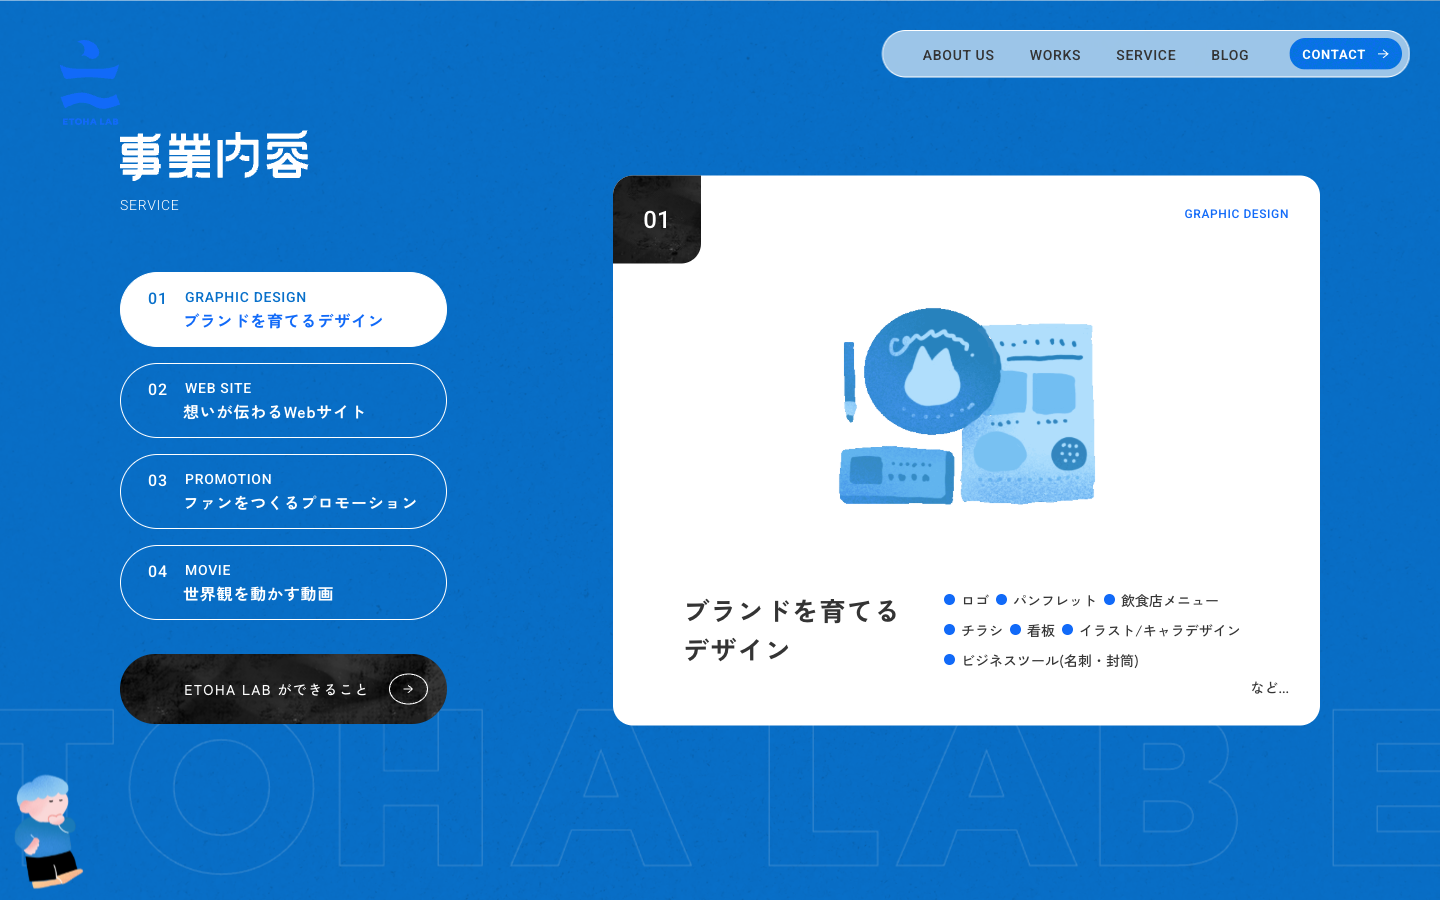 ETOHA LAB
ABOUT US
WORKS
SERVICE
BLOG
CONTACT
事業内容
SERVICE
01 GRAPHIC DESIGN
ブランドを育てるデザイン
02 WEB SITE
想いが伝わるWebサイト
03 PROMOTION
ファンをつくるプロモーション
04 MOVIE
世界観を動かす動画
ETOHA LAB ができること
01
GRAPHIC DESIGN
Comme
ブランドを育てる
デザイン
ロゴ パンフレット 飲食店メニュー
チラシ 看板 イラスト/キャラデザイン
ビジネスツール(名刺・封筒)
など...
TOHA LAB E